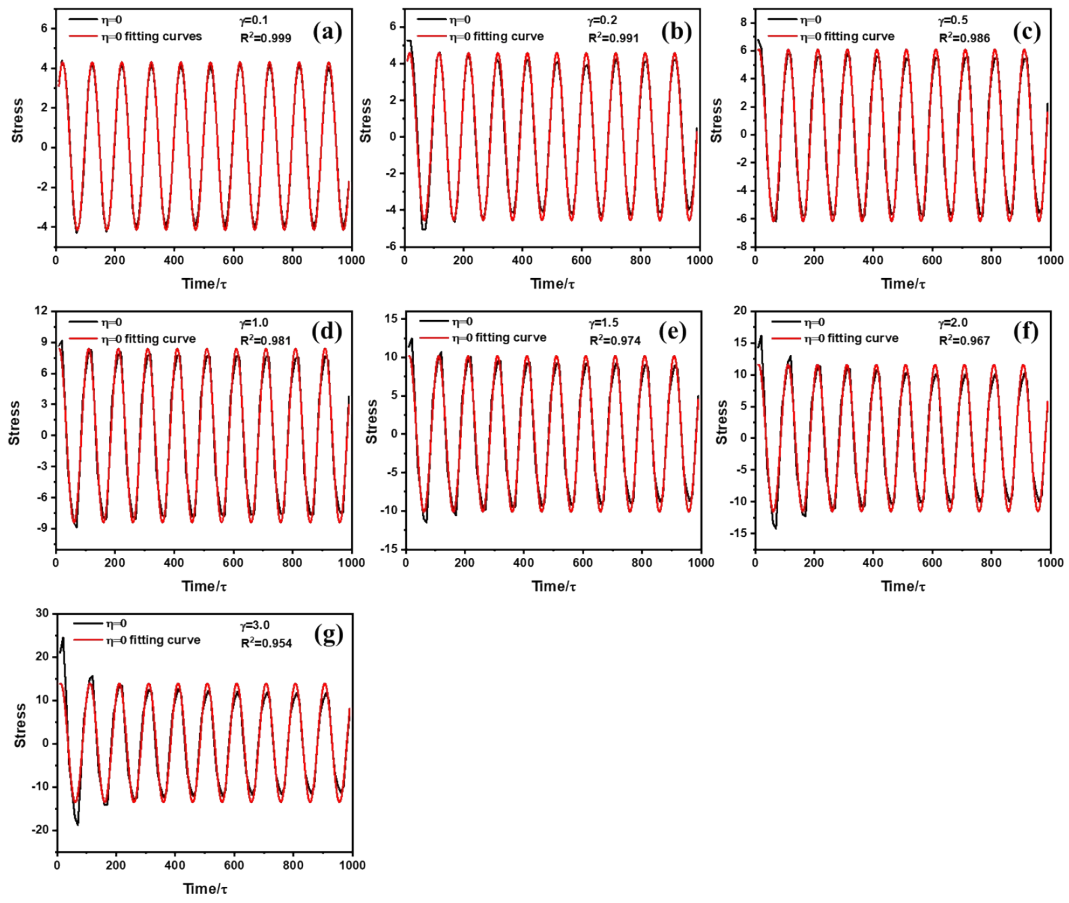 η=0 γ=0.1 (a)
η=0 fitting curves R²=0.999
6
4
2
0
-2
-4
Stress
0 200 400 600 800 1000
Time/τ
η=0 γ=0.2 (b)
η=0 fitting curve R²=0.991
6
4
2
0
-2
-4
-6
Stress
0 200 400 600 800 1000
Time/τ
η=0 γ=0.5 (c)
η=0 fitting curve R²=0.986
8
6
4
2
0
-2
-4
-6
-8
Stress
0 200 400 600 800 1000
Time/τ
η=0 γ=1.0 (d)
η=0 fitting curve R²=0.981
12
9
6
3
0
-3
-6
-9
Stress
0 200 400 600 800 1000
Time/τ
η=0 γ=1.5 (e)
η=0 fitting curve R²=0.974
15
10
5
0
-5
-10
-15
Stress
0 200 400 600 800 1000
Time/τ
η=0 γ=2.0 (f)
η=0 fitting curve R²=0.967
20
15
10
5
0
-5
-10
-15
Stress
0 200 400 600 800 1000
Time/τ
η=0 γ=3.0 (g)
η=0 fitting curve R²=0.954
30
20
10
0
-10
-20
Stress
0 200 400 600 800 1000
Time/τ